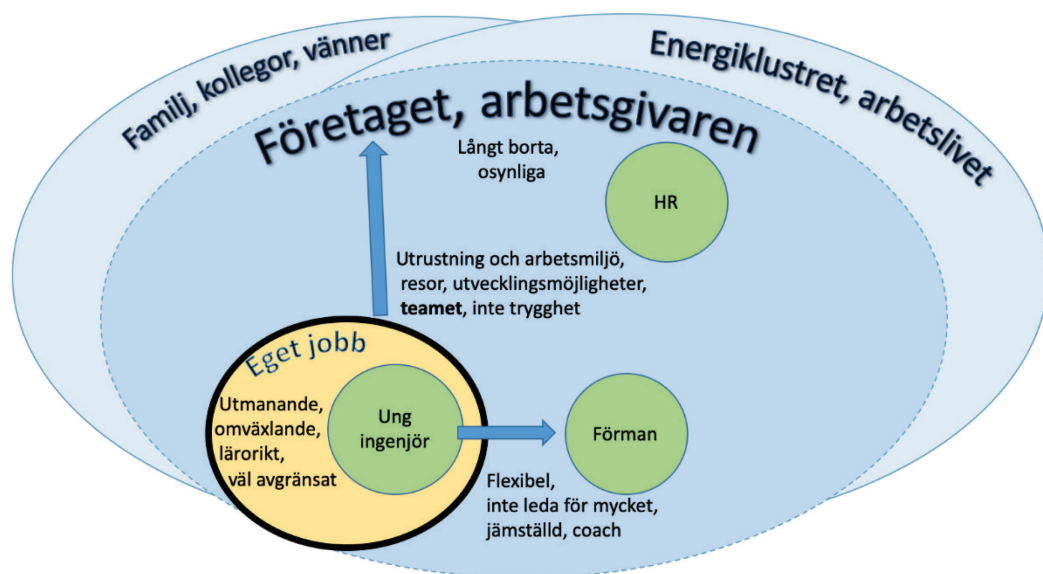 Familj, kollegor, vänner
Energiklustret, arbetslivet
Företaget, arbetsgivaren
Långt borta,
osynliga
HR
Utrustning och arbetsmiljö,
resor, utvecklingsmöjligheter,
teamet, inte trygghet
Eget jobb
Utmanande,
omväxlande,
lärorikt,
väl avgränsat
Ung
ingenjör
Förman
Flexibel,
inte leda för mycket,
jämställd, coach